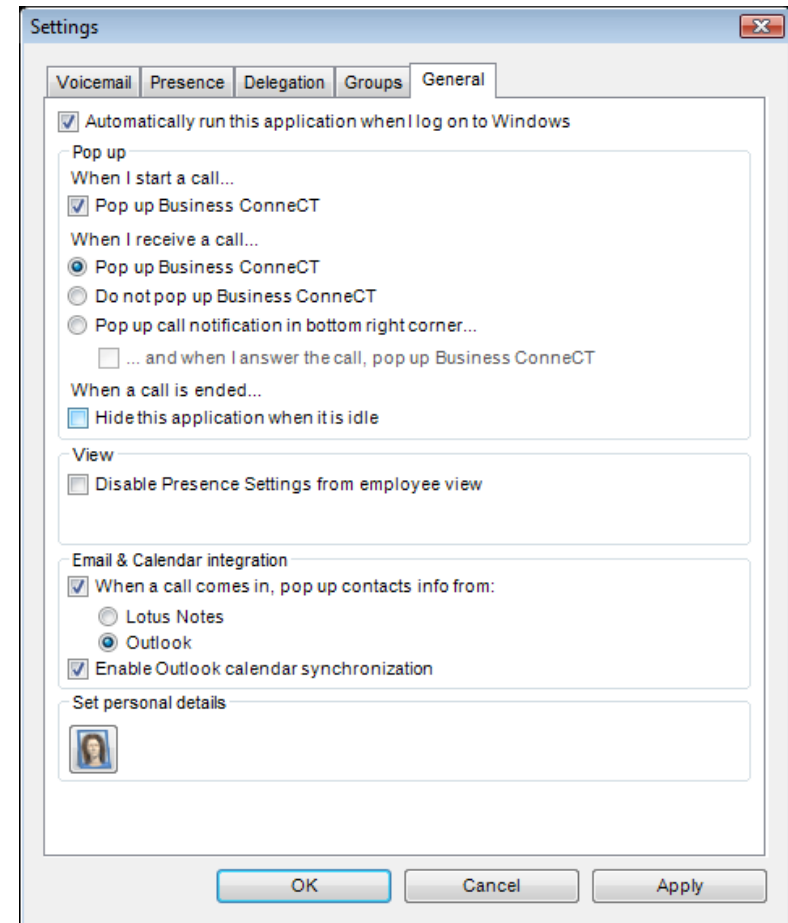 Settings
Voicemail Presence Delegation Groups General
Automatically run this application when I log on to Windows
Pop up
When I start a call...
Pop up Business ConneCT
When I receive a call...
Pop up Business ConneCT
Do not pop up Business ConneCT
Pop up call notification in bottom right corner...
... and when I answer the call, pop up Business ConneCT
When a call is ended...
Hide this application when it is idle
View
Disable Presence Settings from employee view
Email & Calendar integration
When a call comes in, pop up contacts info from:
Lotus Notes
Outlook
Enable Outlook calendar synchronization
Set personal details
OK Cancel Apply